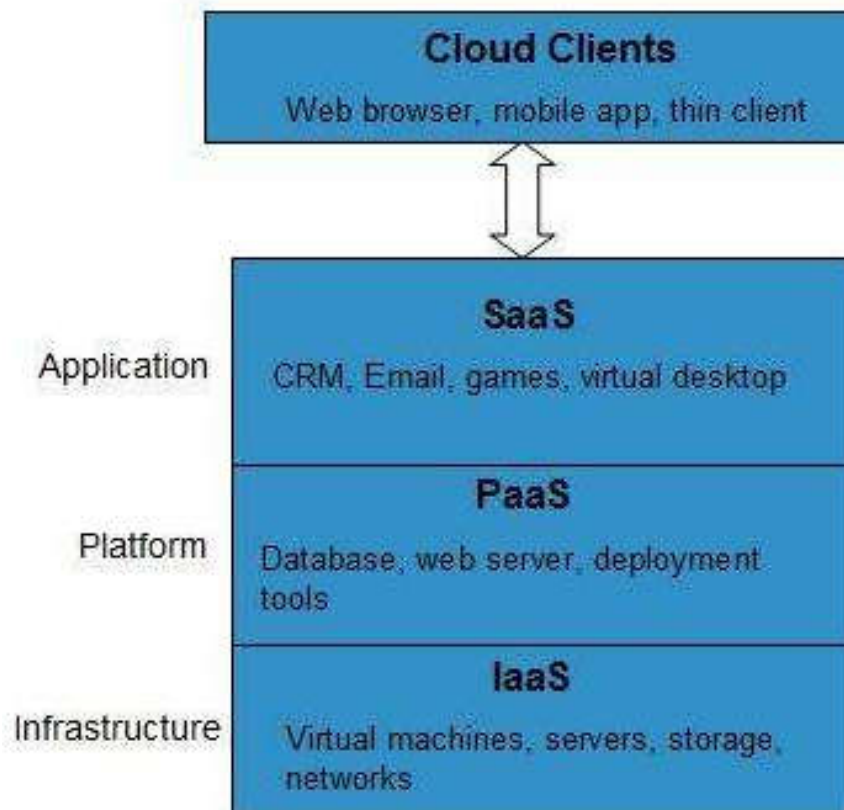 Cloud Clients
Web browser, mobile app, thin client
Application
SaaS
CRM, Email, games, virtual desktop
Platform
PaaS
Database, web server, deployment
tools
Infrastructure
IaaS
Virtual machines, servers, storage,
networks